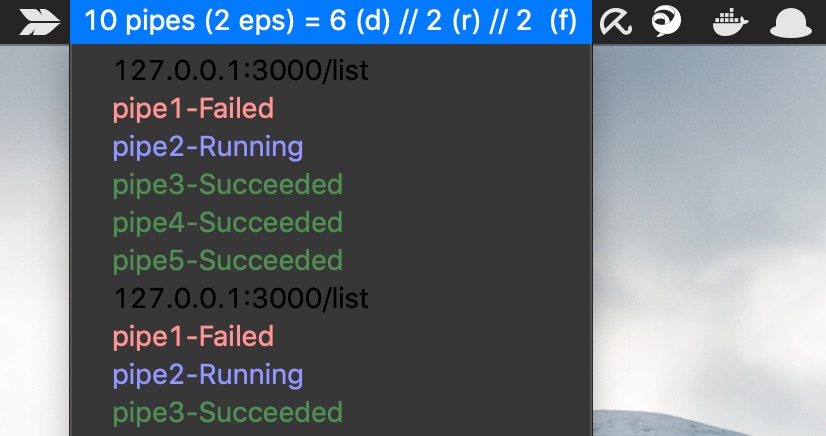 10 pipes (2 eps) = 6 (d) // 2 (r) // 2  (f)
127.0.0.1:3000/list
pipe1-Failed
pipe2-Running
pipe3-Succeeded
pipe4-Succeeded
pipe5-Succeeded
127.0.0.1:3000/list
pipe1-Failed
pipe2-Running
pipe3-Succeeded